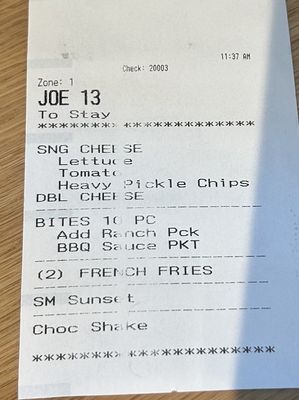 11:37 AM
Check: 20003
Zone: 1
JOE 13
To Stay
************************
SNG CHEESE
Lettuce
Tomato
Heavy Pickle Chips
DBL CHEESE
BITES 10 PC
Add Ranch Pck
BBQ Sauce PKT
(2) FRENCH FRIES
SM Sunset
Choc Shake
************************